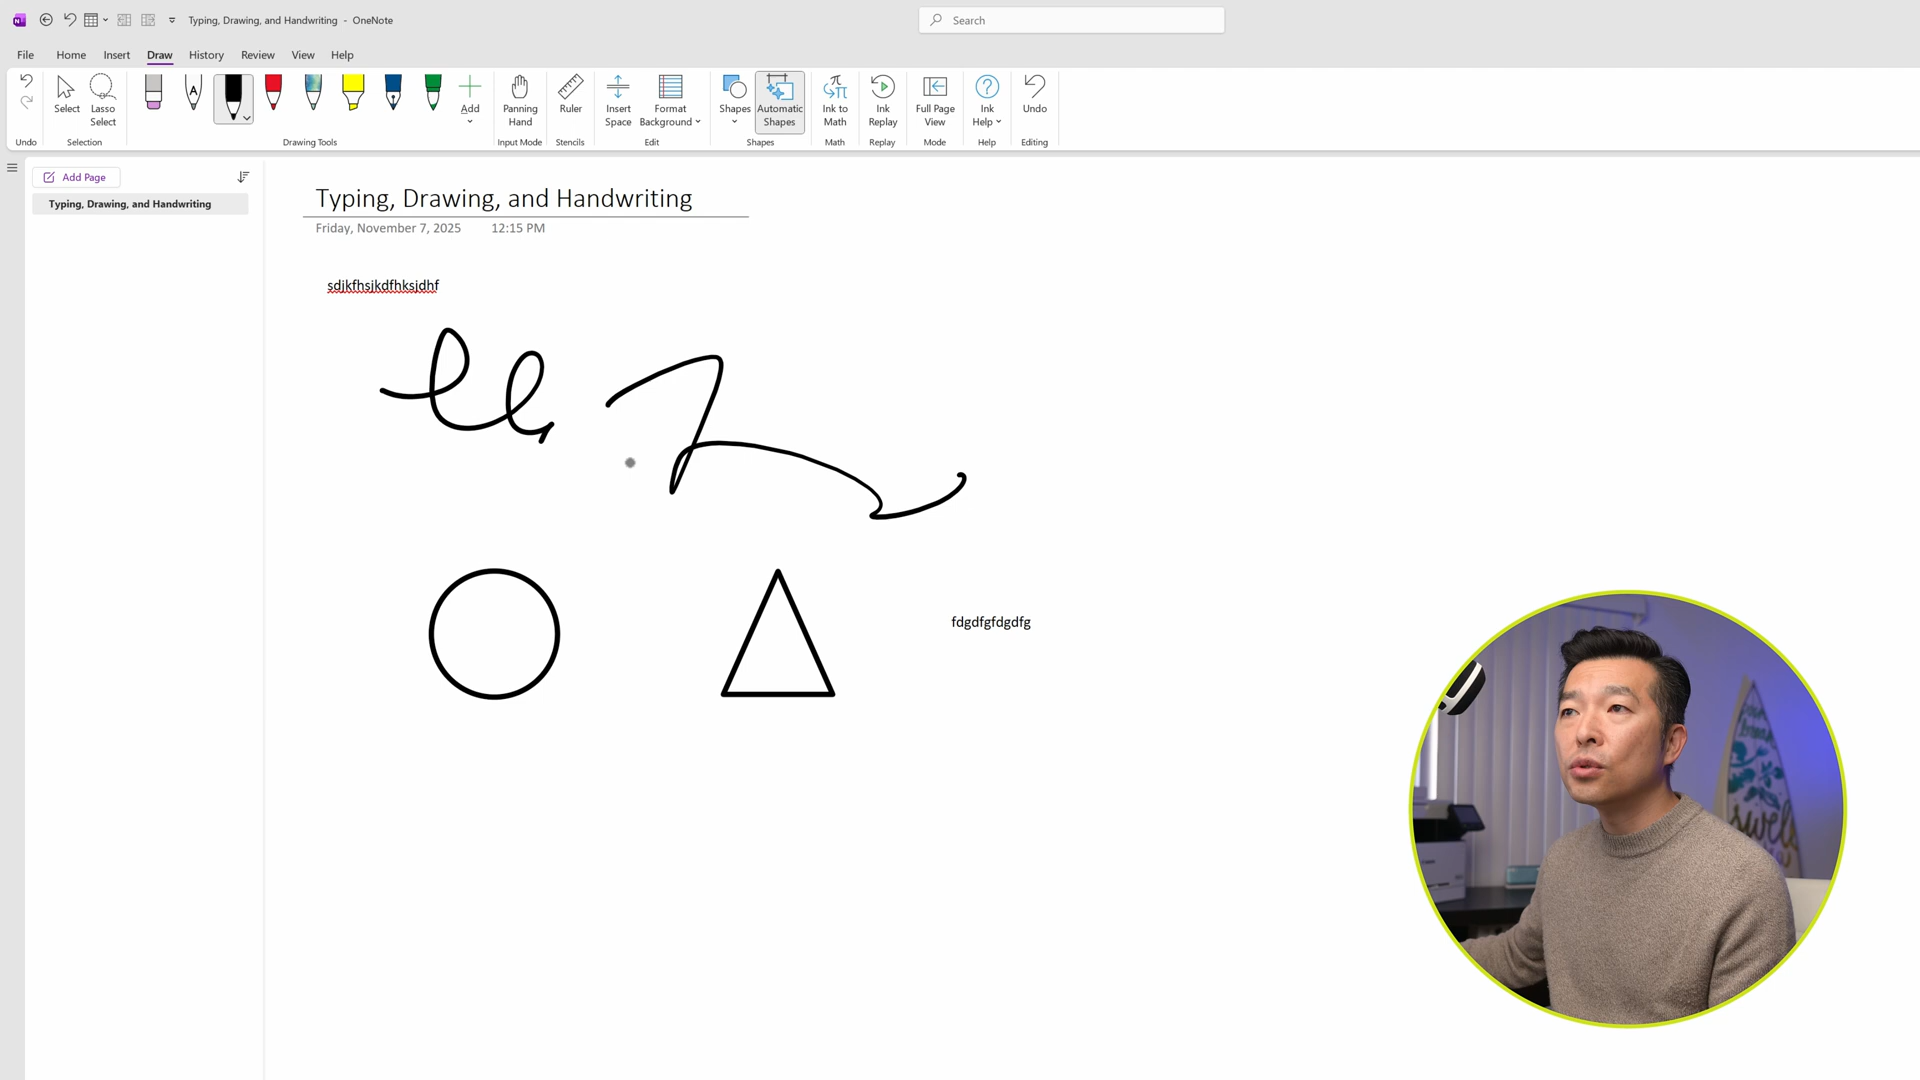 Typing, Drawing, and Handwriting - OneNote
Search
File Home Insert Draw History Review View Help
Select
Lasso Select
A
Add
Panning Hand
Ruler
Insert Space
Format Background
Shapes
Automatic Shapes
π
Ink to Math
Ink Replay
Full Page View
Ink Help
Undo
Undo Selection Drawing Tools Input Mode Stencils Edit Shapes Math Replay Mode Help Editing
Add Page
Typing, Drawing, and Handwriting
Typing, Drawing, and Handwriting
Friday, November 7, 2025 12:15 PM
sdjkfhsjkdfhksjdhf
fdgdfgfdgdfg